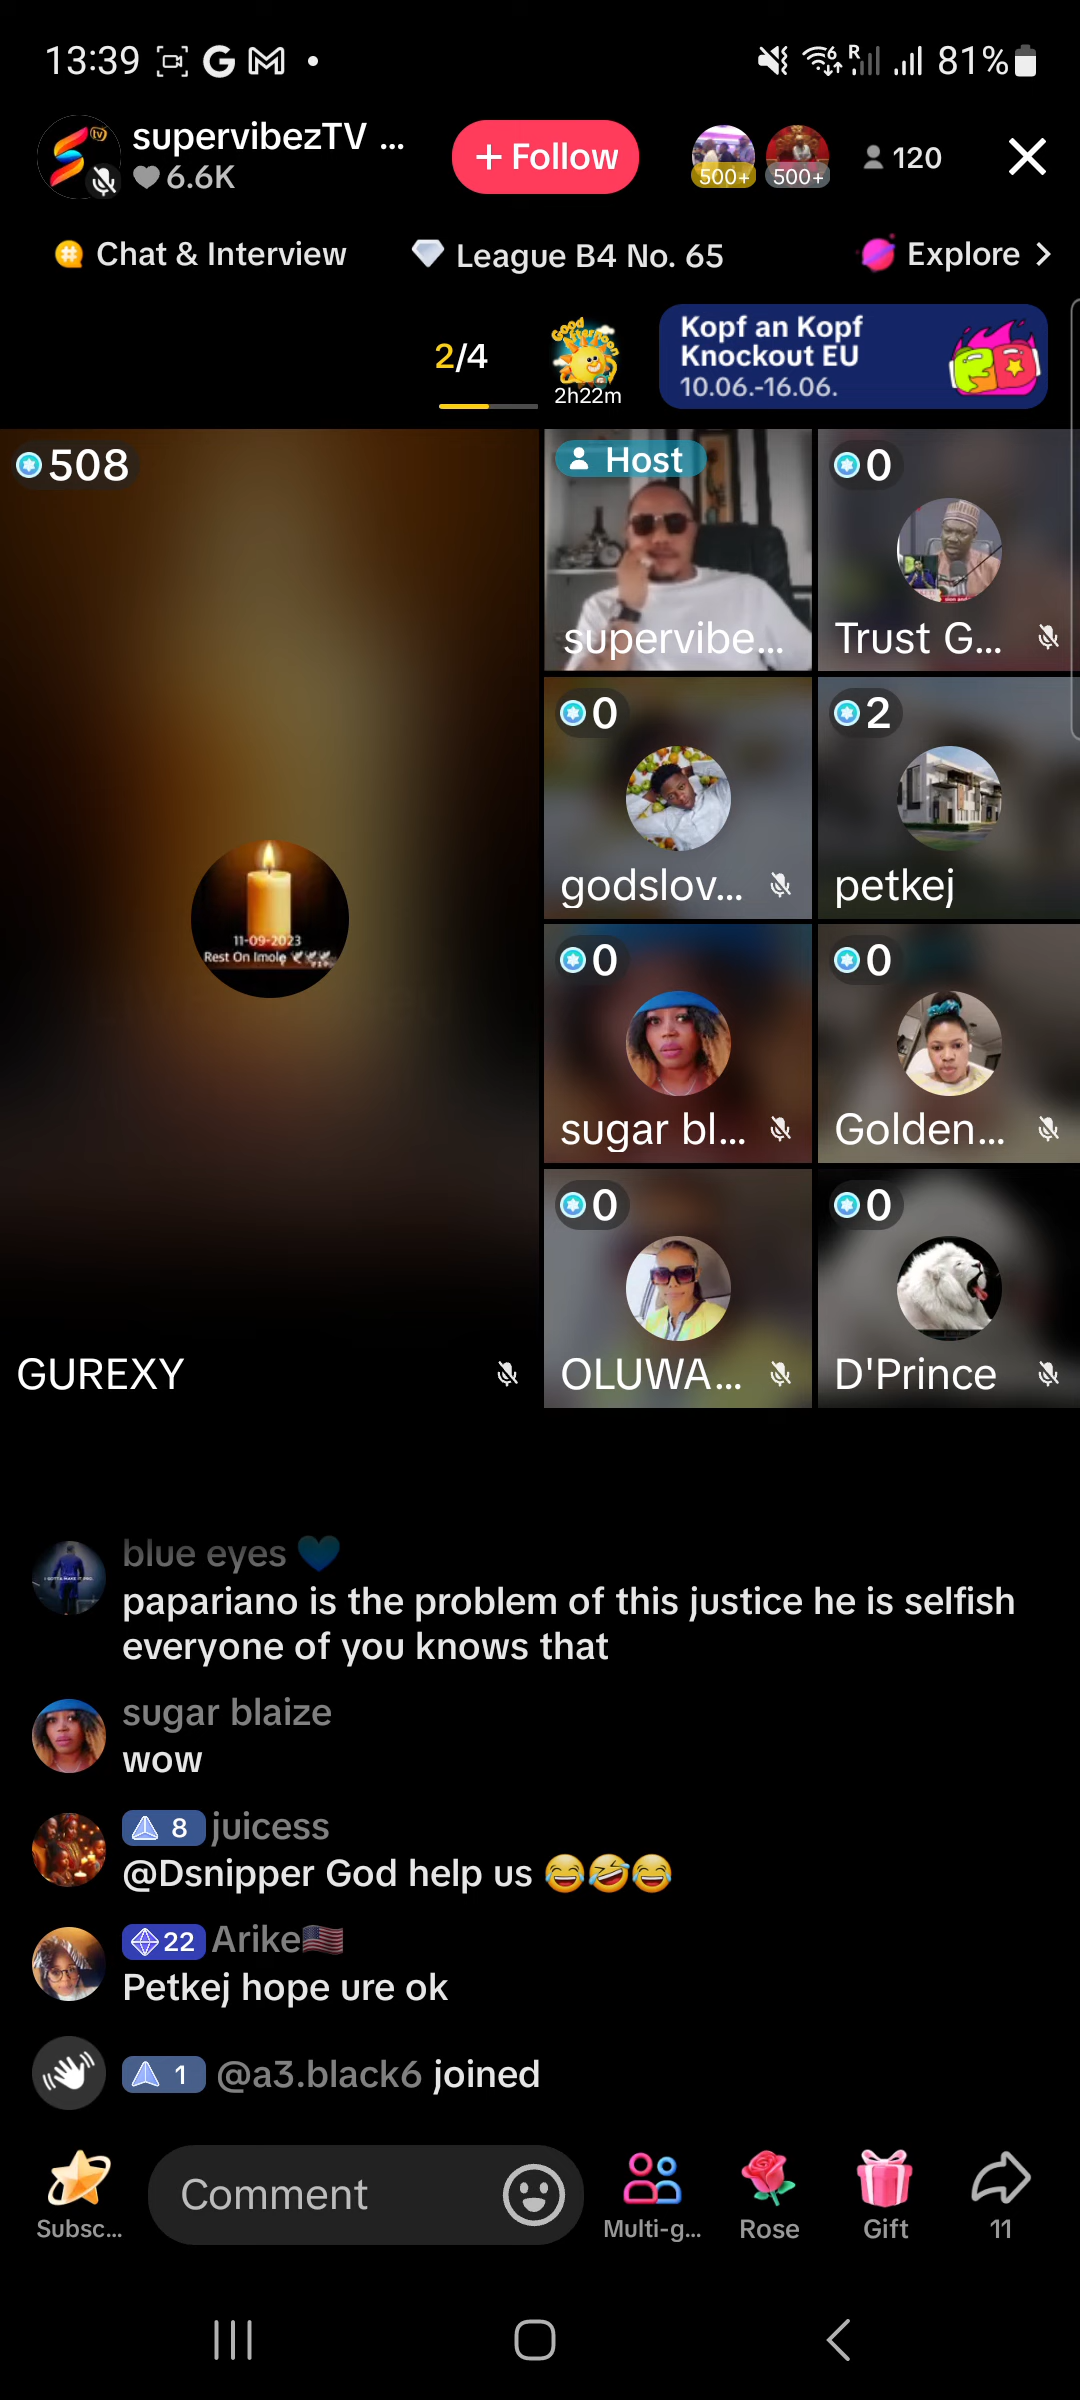 13:39
R
81%
supervibezTV ...
6.6K
+ Follow
500+
500+
120
Chat & Interview
League B4 No. 65
Explore
2/4
Good Afternoon
2h22m
Kopf an Kopf
Knockout EU
10.06.-16.06.
508
Host
supervibe...
0
Trust G...
0
godslov...
2
petkej
11-09-2023
Rest On Imole
0
sugar bl...
0
Golden...
0
OLUWA...
0
D'Prince
GUREXY
blue eyes
papariano is the problem of this justice he is selfish
everyone of you knows that
sugar blaize
wow
8 juicess
@Dsnipper God help us 😂🤣😂
22 Arike🇺🇸
Petkej hope ure ok
1 @a3.black6 joined
Subsc...
Comment
Multi-g...
Rose
Gift
11